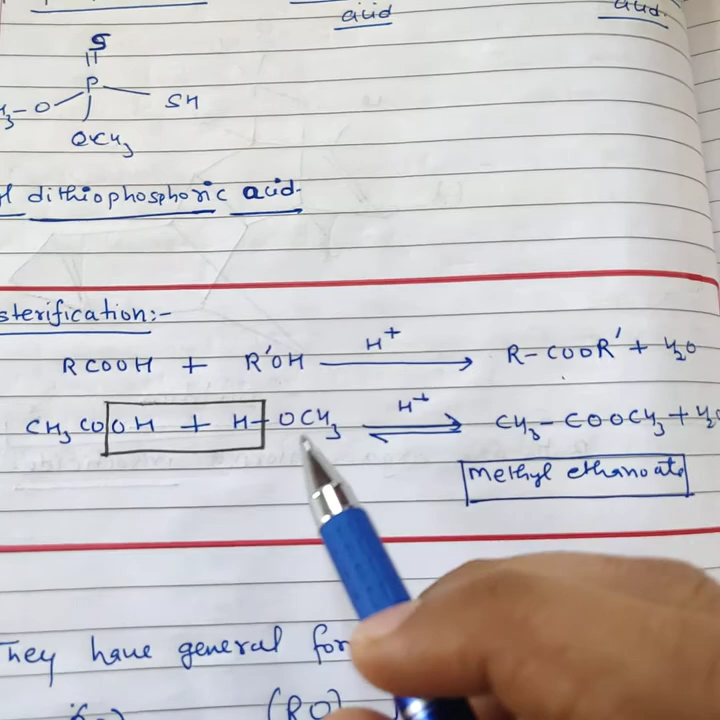 acid acid.
S
||
P
O SH
OCH3
dithiophosphoric acid.
sterification:-
RCOOH + R'OH H+ R-COOR' + H2O
CH3COOH + H-OCH3 H+ CH3-COOCH3 + H2O
methyl ethanoate
They have general for
(RO)